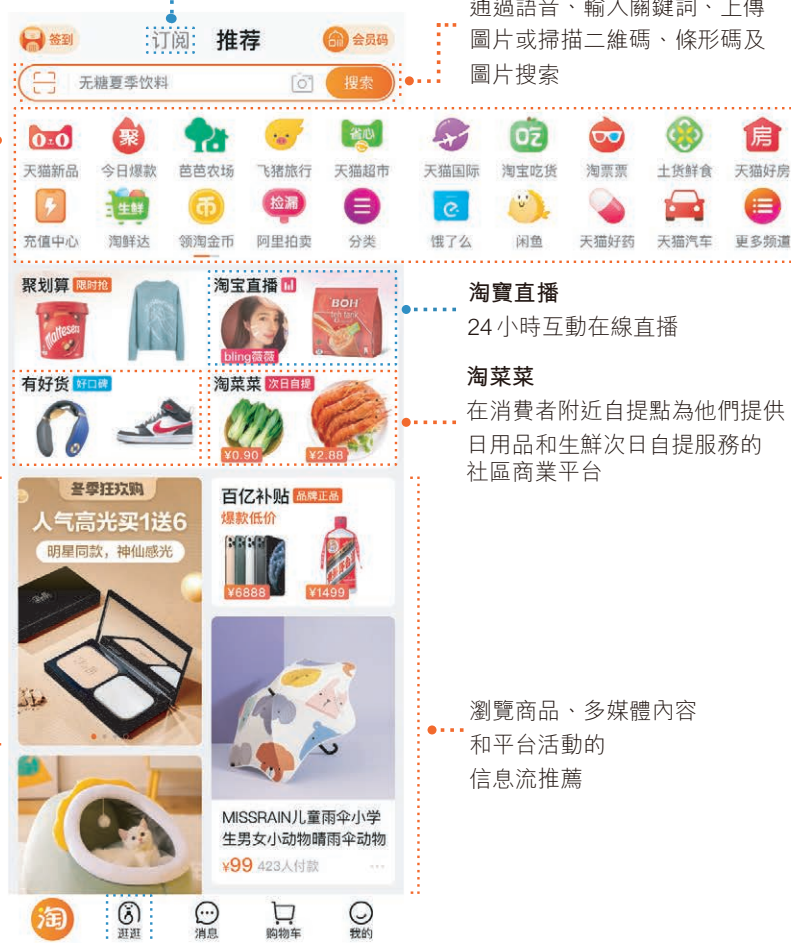 通過語音、輸入關鍵詞、上傳
圖片或掃描二維碼、條形碼及
圖片搜索
签到
订阅
推荐
会员码
无糖夏季饮料
搜索
聚
省心
吃
房
天猫新品
今日爆款
芭芭农场
飞猪旅行
天猫超市
天猫国际
淘宝吃货
淘票票
土货鲜食
天猫好房
生鲜
币
捡漏
充值中心
淘鲜达
领淘金币
阿里拍卖
分类
饿了么
闲鱼
天猫好药
天猫汽车
更多频道
聚划算 限时抢
Maltesers
淘宝直播
BOH
teh tarik
bling薇薇
淘寶直播
24小時互動在線直播
有好货 好口碑
淘菜菜 次日自提
¥0.90
¥2.88
淘菜菜
在消費者附近自提點為他們提供
日用品和生鮮次日自提服務的
社區商業平台
冬季狂欢购
人气高光买1送6
明星同款，神仙感光
百亿补贴 品牌正品
爆款低价
¥6888
¥1499
瀏覽商品、多媒體內容
和平台活動的
信息流推薦
MISSRAIN儿童雨伞小学
生男女小动物晴雨伞动物
¥99 423人付款
淘
逛逛
消息
购物车
我的